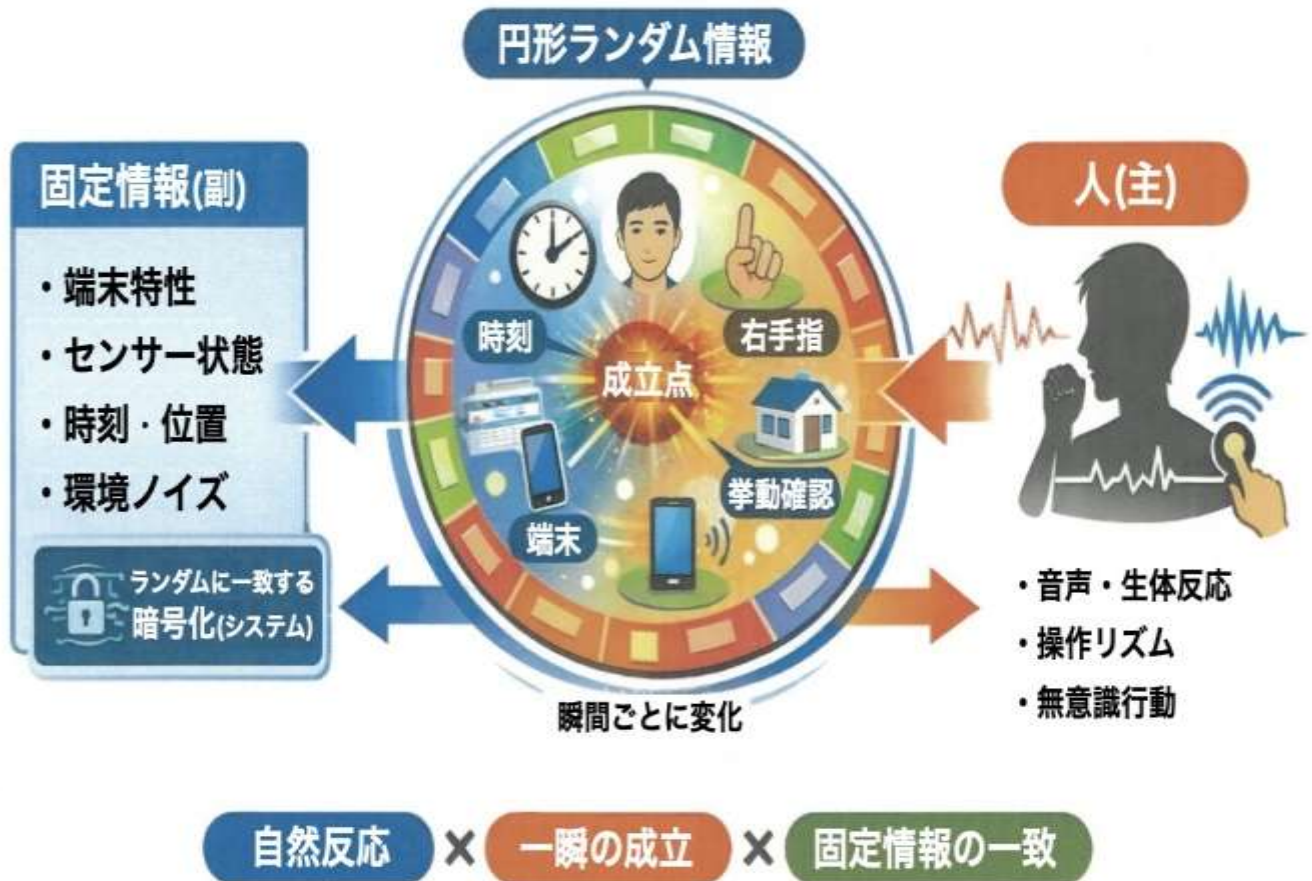 円形ランダム情報
固定情報(副)
・端末特性
・センサー状態
・時刻・位置
・環境ノイズ
ランダムに一致する
暗号化(システム)
時刻
右手指
成立点
挙動確認
端末
瞬間ごとに変化
人(主)
・音声・生体反応
・操作リズム
・無意識行動
自然反応 × 一瞬の成立 × 固定情報の一致